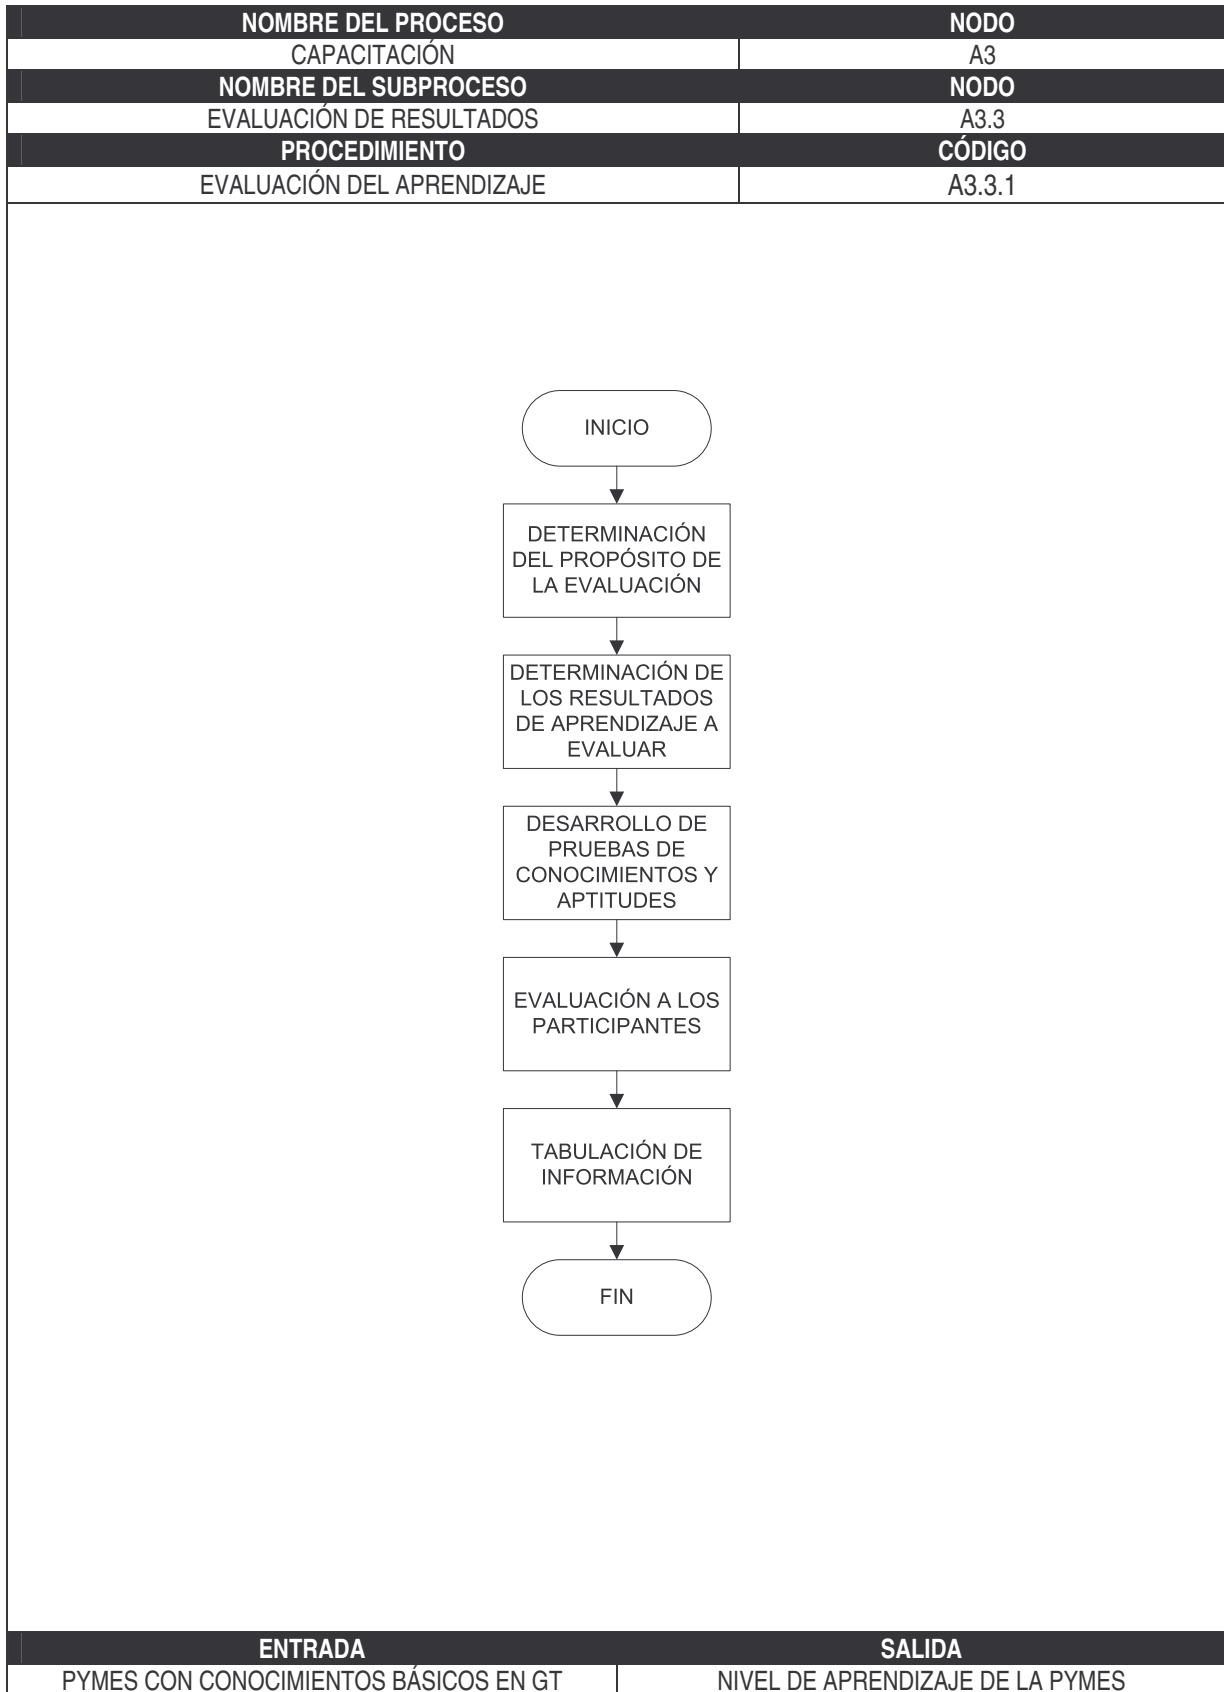 NOMBRE DEL PROCESO NODO
CAPACITACIÓN A3
NOMBRE DEL SUBPROCESO NODO
EVALUACIÓN DE RESULTADOS A3.3
PROCEDIMIENTO CÓDIGO
EVALUACIÓN DEL APRENDIZAJE A3.3.1
INICIO
DETERMINACIÓN
DEL PROPÓSITO DE
LA EVALUACIÓN
DETERMINACIÓN DE
LOS RESULTADOS
DE APRENDIZAJE A
EVALUAR
DESARROLLO DE
PRUEBAS DE
CONOCIMIENTOS Y
APTITUDES
EVALUACIÓN A LOS
PARTICIPANTES
TABULACIÓN DE
INFORMACIÓN
FIN
ENTRADA SALIDA
PYMES CON CONOCIMIENTOS BÁSICOS EN GT NIVEL DE APRENDIZAJE DE LA PYMES